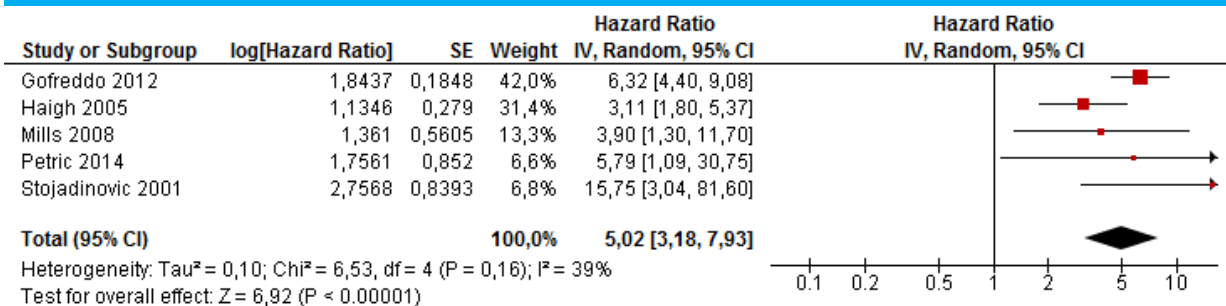 Hazard Ratio Hazard Ratio
Study or Subgroup log[Hazard Ratio] SE Weight IV, Random, 95% CI IV, Random, 95% CI
Gofreddo 2012 1,8437 0,1848 42,0% 6,32 [4,40, 9,08]
Haigh 2005 1,1346 0,279 31,4% 3,11 [1,80, 5,37]
Mills 2008 1,361 0,5605 13,3% 3,90 [1,30, 11,70]
Petric 2014 1,7561 0,852 6,6% 5,79 [1,09, 30,75]
Stojadinovic 2001 2,7568 0,8393 6,8% 15,75 [3,04, 81,60]
Total (95% CI) 100,0% 5,02 [3,18, 7,93]
Heterogeneity: Tau² = 0,10; Chi² = 6,53, df = 4 (P = 0,16); I² = 39%
Test for overall effect: Z = 6,92 (P < 0.00001)
0.1 0.2 0.5 1 2 5 10